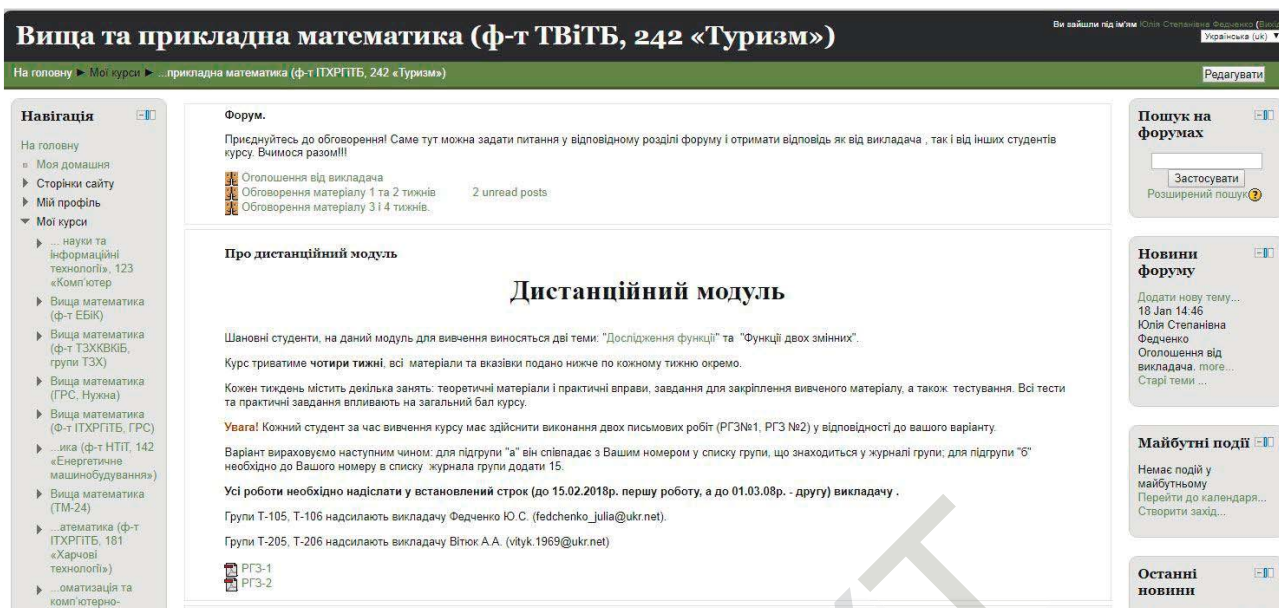 Вища та прикладна математика (ф-т ТВіТБ, 242 «Туризм»)
Ви зайшли під ім'ям Юлія Степанівна Федченко
Українська (uk)
На головну ► Мої курси ► ...прикладна математика (ф-т ІТХРГІТБ, 242 «Туризм»)
Редагувати
Навігація
На головну
Моя домашня
Сторінки сайту
Мій профіль
Мої курси
... науки та
інформаційні
технології», 123
«Комп'ютер
Вища математика
(ф-т ЕБіК)
Вища математика
(ф-т ТЗХКВКіБ,
групи ТЗХ)
Вища математика
(ГРС, Нужна)
Вища математика
(Ф-т ІТХРГІТБ, ГРС)
...ика (ф-т НТіТ, 142
«Енергетичне
машинобудування»)
Вища математика
(ТМ-24)
...атематика (ф-т
ІТХРГІТБ, 181
«Харчові
технології»)
...оматизація та
комп'ютерно-
Форум.
Приєднуйтесь до обговорення! Саме тут можна задати питання у відповідному розділі форуму і отримати відповідь як від викладача , так і від інших студентів
курсу. Вчимося разом!!!
Оголошення від викладача
Обговорення матеріалу 1 та 2 тижнів 2 unread posts
Обговорення матеріалу 3 і 4 тижнів.
Про дистанційний модуль
Дистанційний модуль
Шановні студенти, на даний модуль для вивчення виносяться дві теми: "Дослідження функції" та "Функції двох змінних".
Курс триватиме чотири тижні, всі матеріали та вказівки подано нижче по кожному тижню окремо.
Кожен тиждень містить декілька занять: теоретичні матеріали і практичні вправи, завдання для закріплення вивченого матеріалу, а також тестування. Всі тести
та практичні завдання впливають на загальний бал курсу.
Увага! Кожний студент за час вивчення курсу має здійснити виконання двох письмових робіт (РГЗ№1, РГЗ №2) у відповідності до вашого варіанту.
Варіант вираховуємо наступним чином: для підгрупи "а" він співпадає з Вашим номером у списку групи, що знаходиться у журналі групи; для підгрупи "б"
необхідно до Вашого номеру в списку журнала групи додати 15.
Усі роботи необхідно надіслати у встановлений строк (до 15.02.2018р. першу роботу, а до 01.03.08р. - другу) викладачу .
Групи Т-105, Т-106 надсилають викладачу Федченко Ю.С. (fedchenko_julia@ukr.net).
Групи Т-205, Т-206 надсилають викладачу Вітюк А.А. (vityk.1969@ukr.net)
РГЗ-1
РГЗ-2
Пошук на
форумах
Застосувати
Розширений пошук
Новини
форуму
Додати нову тему...
18 Jan 14:46
Юлія Степанівна
Федченко
Оголошення від
викладача. more...
Старі теми ...
Майбутні події
Немає подій у
майбутньому
Перейти до календаря...
Створити захід...
Останні
новини